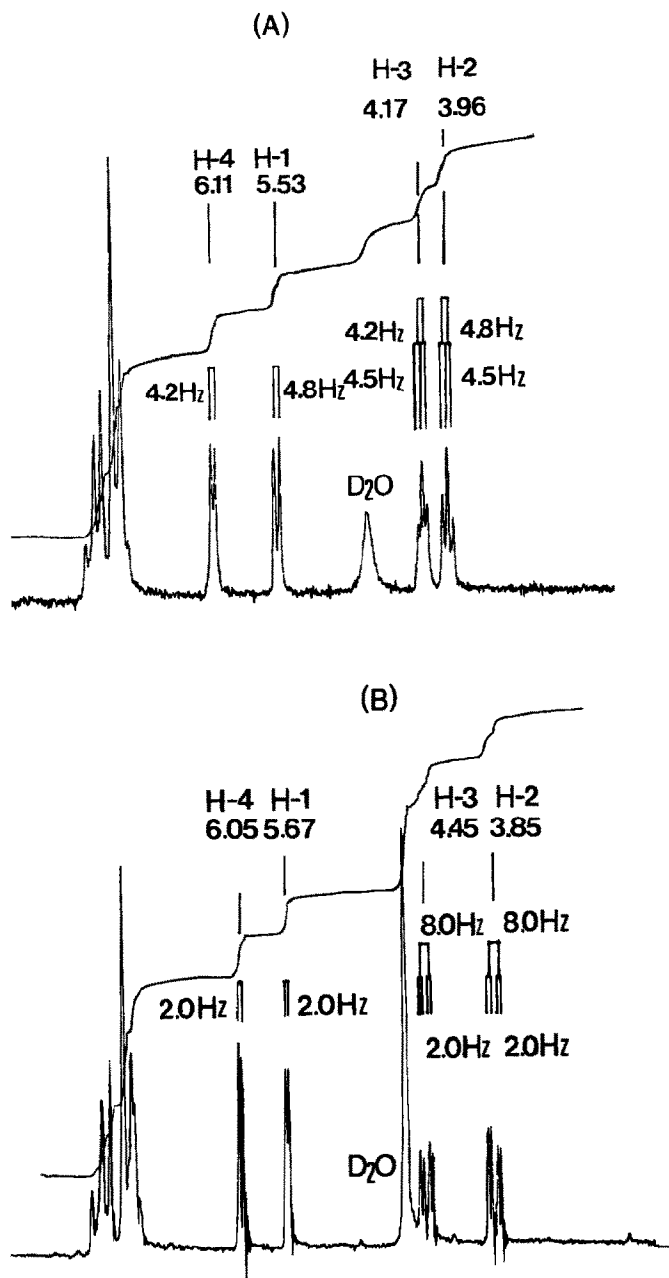 (A)
H-3 H-2
4.17 3.96
H-4 H-1
6.11 5.53
4.2Hz 4.8Hz
4.2Hz 4.8Hz 4.5Hz 4.5Hz
D2O
(B)
H-4 H-1 H-3 H-2
6.05 5.67 4.45 3.85
8.0Hz 8.0Hz
2.0Hz 2.0Hz
2.0Hz 2.0Hz
D2O